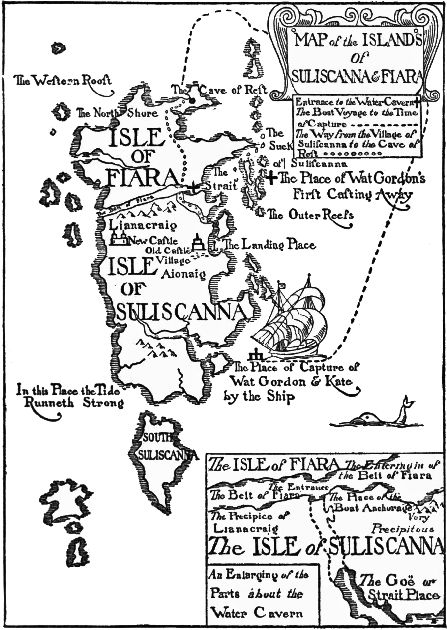 MAP of the ISLANDS
OF
SULISCANNA & FIARA
Entrance to the Water Cavern
The Boat Voyage to the Time
of Capture
The Way from the Village of
Suliscanna to the Cave of
Rest
The Western Roost
The Cave of Rest
The North Shore
ISLE
OF
FIARA
The
Suck
of Suliscanna
The
Strait
The Place of Wat Gordon's
First Casting Away
The Outer Reefs
The Belt of Fiara
Lianacraig
New Castle
Old Castle
The Landing Place
Village
Aionaig
ISLE
OF
SULISCANNA
The Place of Capture of
Wat Gordon & Kate
by the Ship
In this Place the Tide
Runneth Strong
SOUTH
SULISCANNA
The ISLE of FIARA
The Entering in of
the Belt of Fiara
The Entrance
The Belt of Fiara
The Place of the
Boat Anchorage
The Precipice of
Lianacraig
Very
Precipitous
The ISLE of SULISCANNA
An Enlarging of the
Parts about the
Water Cavern
The Goë or
Strait Place